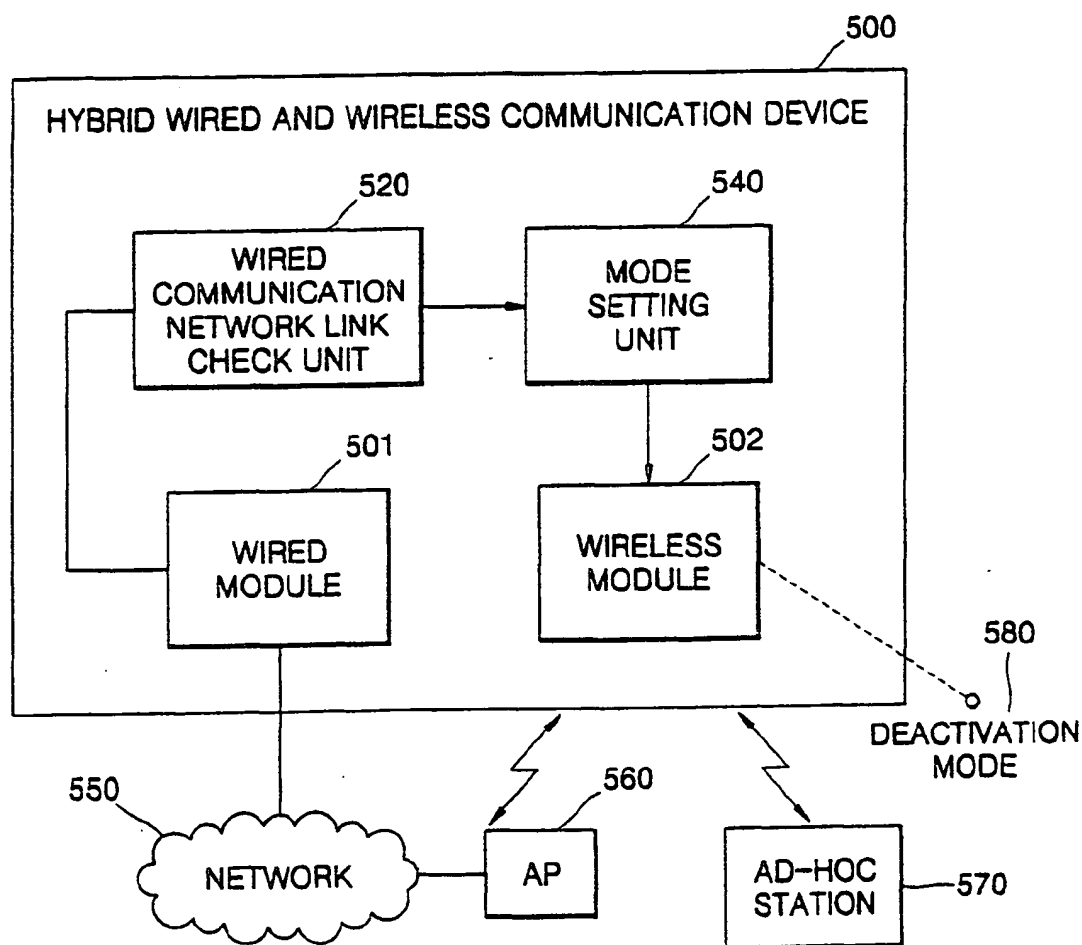 500
HYBRID WIRED AND WIRELESS COMMUNICATION DEVICE
520
540
WIRED
COMMUNICATION
NETWORK LINK
CHECK UNIT
MODE
SETTING
UNIT
501
502
WIRED
MODULE
WIRELESS
MODULE
580
DEACTIVATION
MODE
550
560
NETWORK
AP
AD-HOC
STATION
570